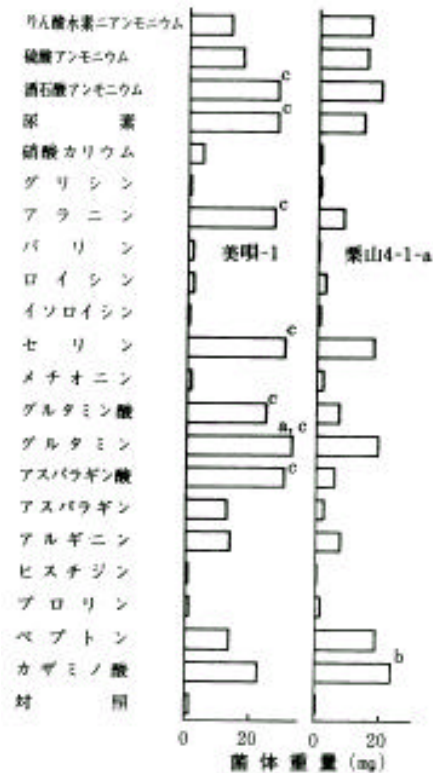 りん酸水素二アンモニウム
硫酸アンモニウム
酒石酸アンモニウム c
尿素 c
硝酸カリウム
グリシン
アラニン c
バリン 美唄-1 栗山4-1-a
ロイシン
イソロイシン
セリン c
メチオニン
グルタミン酸 c
グルタミン a, c
アスパラギン酸 c
アスパラギン
アルギニン
ヒスチジン
プロリン
ペプトン
カザミノ酸 b
対照
0 20 0 20
菌体重量 (mg)